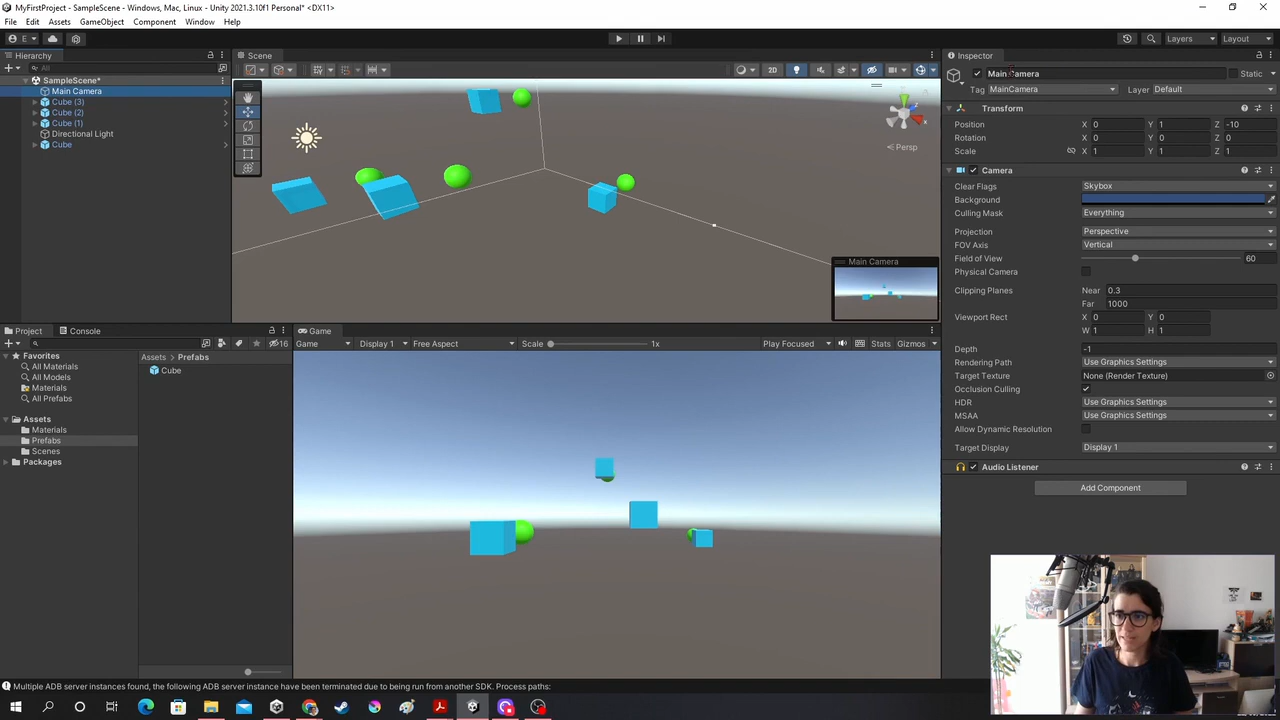 MyFirstProject - SampleScene - Windows, Mac, Linux - Unity 2021.3.10f1 Personal* <DX11>
File Edit Assets GameObject Component Window Help
E Layers Layout
Hierarchy
All
SampleScene*
Main Camera
Cube (3)
Cube (2)
Cube (1)
Directional Light
Cube
Scene
2D
y
x
Persp
Main Camera
Project Console
16
Favorites
All Materials
All Models
Materials
All Prefabs
Assets
Materials
Prefabs
Scenes
Packages
Assets Prefabs
Cube
Game
Game Display 1 Free Aspect Scale 1x Play Focused Stats Gizmos
Inspector
Main Camera Static
Tag MainCamera Layer Default
Transform
Position X 0 Y 1 Z -10
Rotation X 0 Y 0 Z 0
Scale X 1 Y 1 Z 1
Camera
Clear Flags Skybox
Background
Culling Mask Everything
Projection Perspective
FOV Axis Vertical
Field of View 60
Physical Camera
Clipping Planes Near 0.3
Far 1000
Viewport Rect X 0 Y 0
W 1 H 1
Depth -1
Rendering Path Use Graphics Settings
Target Texture None (Render Texture)
Occlusion Culling
HDR Use Graphics Settings
MSAA Use Graphics Settings
Allow Dynamic Resolution
Target Display Display 1
Audio Listener
Add Component
Multiple ADB server instances found, the following ADB server instance have been terminated due to being run from another SDK. Process paths: